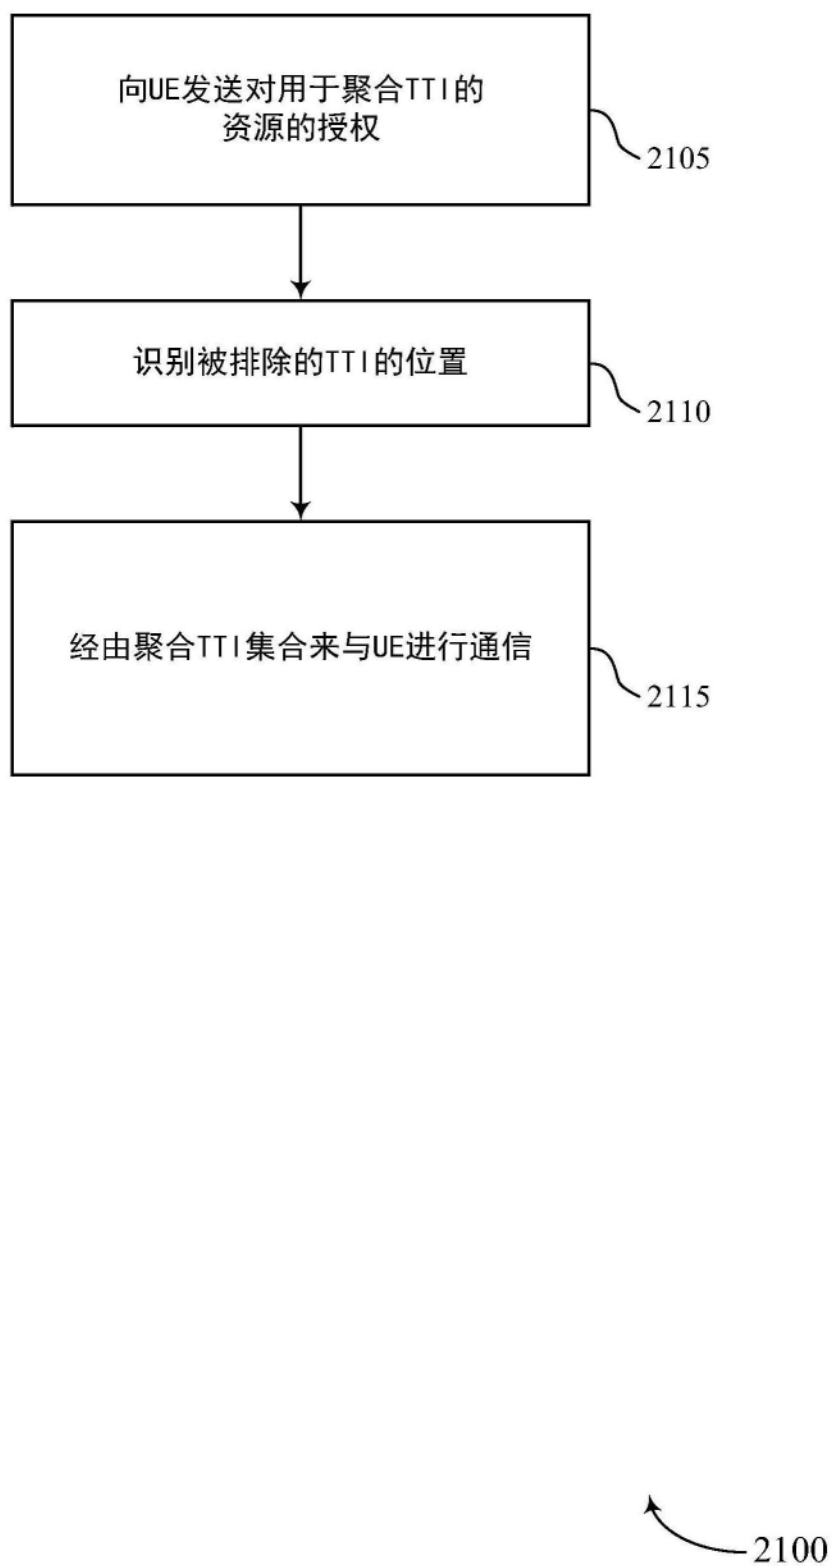 向UE发送对用于聚合TTI的
资源的授权
2105
识别被排除的TTI的位置
2110
经由聚合TTI集合来与UE进行通信
2115
2100